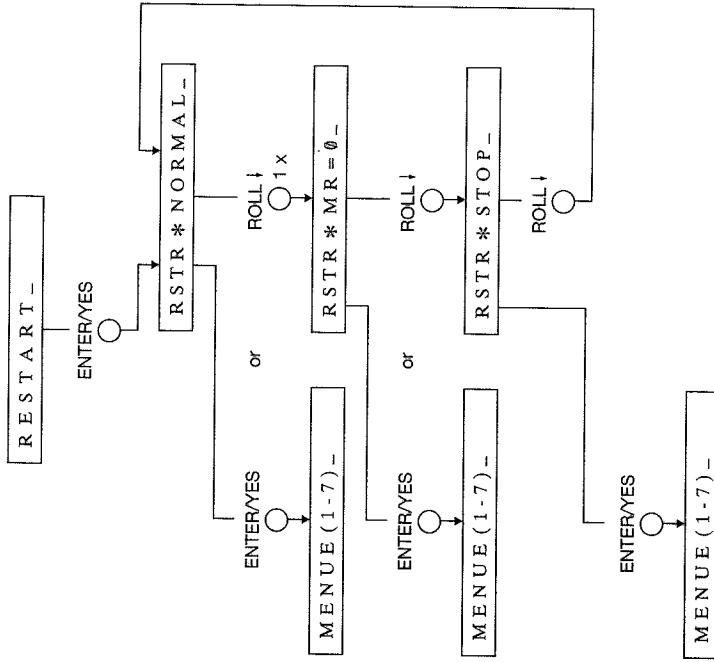 RESTART_
ENTER/YES
RSTR*NORMAL_
ENTER/YES
or
ROLL↓
1 x
MENUE(1-7)_
RSTR*MR=0_
ENTER/YES
or
ROLL↓
MENUE(1-7)_
RSTR*STOP_
ENTER/YES
ROLL↓
MENUE(1-7)_